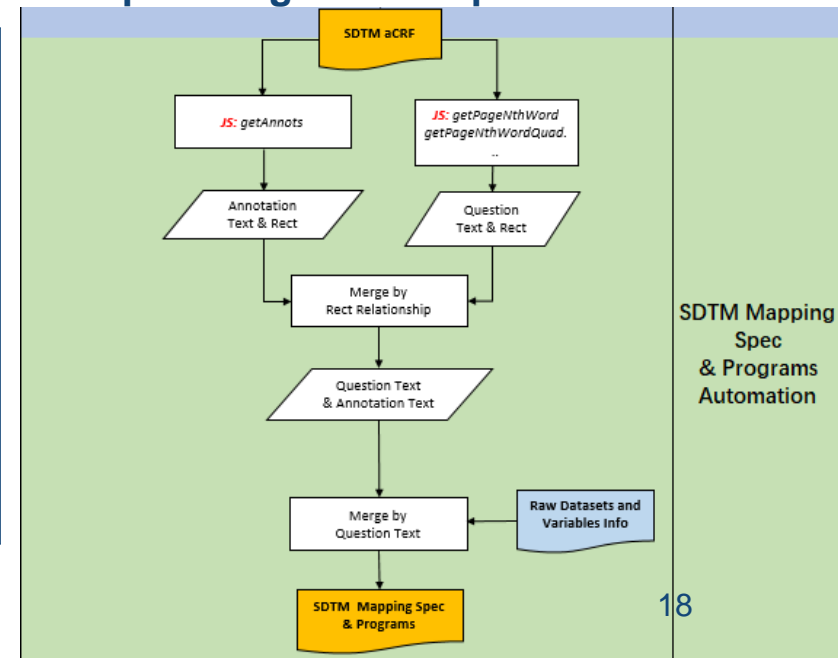 SDTM aCRF
JS: getAnnots
JS: getPageNthWord
getPageNthWordQuad.
..
Annotation
Text & Rect
Question
Text & Rect
Merge by
Rect Relationship
SDTM Mapping
Spec
& Programs
Automation
Question Text
& Annotation Text
Merge by
Question Text
Raw Datasets and
Variables Info
SDTM Mapping Spec
& Programs
18